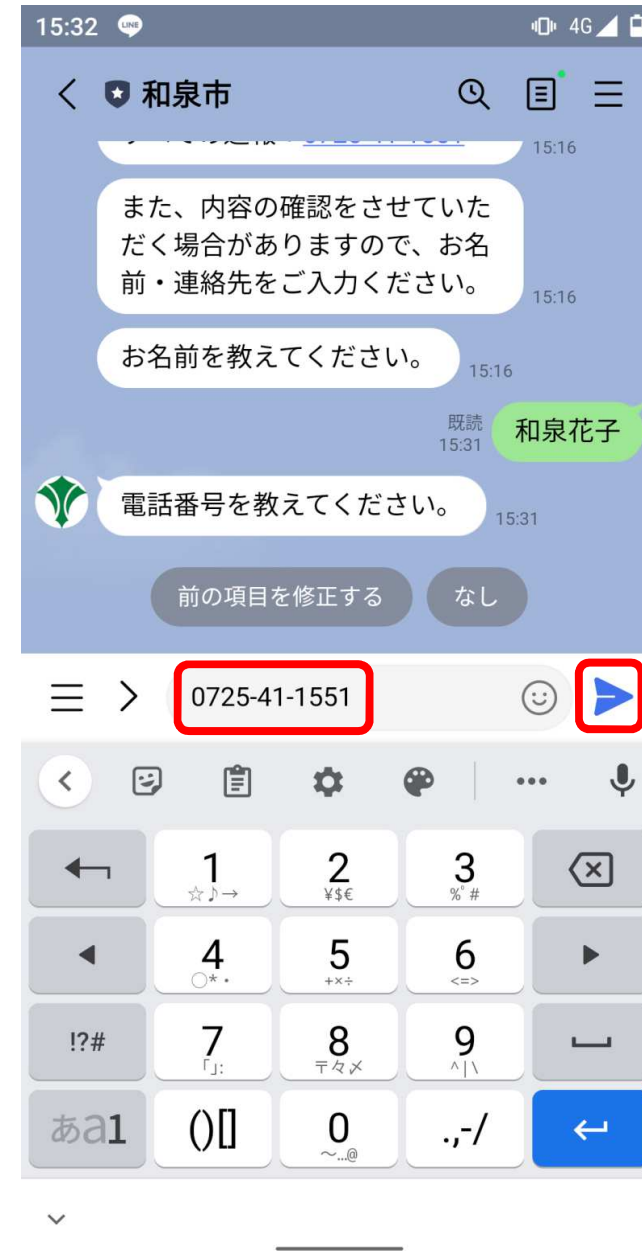 15:32 LINE 4G
和泉市
15:16
また、内容の確認をさせていた
だく場合がありますので、お名
前・連絡先をご入力ください。
15:16
お名前を教えてください。
15:16
既読
15:31
和泉花子
電話番号を教えてください。
15:31
前の項目を修正する なし
0725-41-1551
1 2 3
☆♪→ ¥$€ %°#
4 5 6
○*・ +×÷ <=>
!?# 7 8 9
「」: 〒々〆 ^|\
あa1 ()[] 0 .,-/
～…@